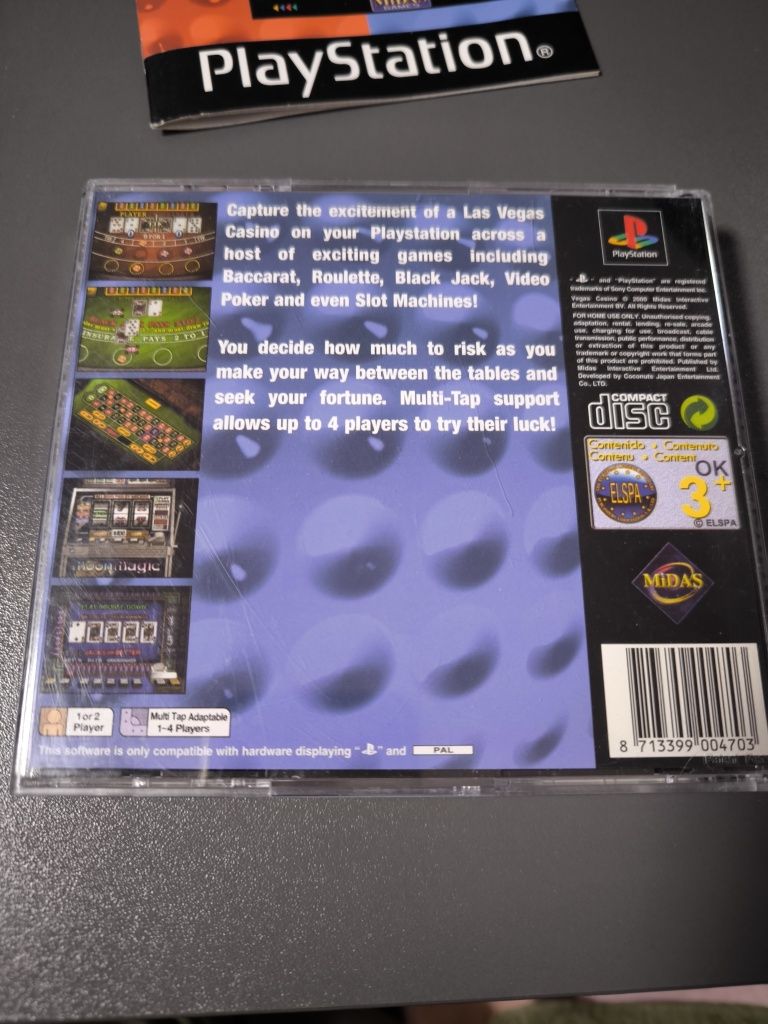 MiDAS
GAMES
PlayStation®
Capture the excitement of a Las Vegas
Casino on your Playstation across a
host of exciting games including
Baccarat, Roulette, Black Jack, Video
Poker and even Slot Machines!
You decide how much to risk as you
make your way between the tables and
seek your fortune. Multi-Tap support
allows up to 4 players to try their luck!
PLAYER
INSURANCE PAYS 2 TO 1
moon magic
JACKS OR BETTER
1 or 2
Player
Multi Tap Adaptable
1~4 Players
This software is only compatible with hardware displaying " " and PAL
PlayStation
" " and "PlayStation" are registered
trademarks of Sony Computer Entertainment Inc.
Vegas Casino © 2000 Midas Interactive
Entertainment BV. All Rights Reserved.
FOR HOME USE ONLY. Unauthorised copying,
adaptation, rental, lending, re-sale, arcade
use, charging for use, broadcast, cable
transmission, public performance, distribution
or extraction of this product or any
trademark or copyright work that forms part
of this product are prohibited. Published by
Midas Interactive Entertainment Ltd.
Developed by Coconuts Japan Entertainment
Co., LTD.
COMPACT
disc
Contenido • Contenuto
Contenu • Content
ELSPA
OK
3+
© ELSPA
MiDAS
8 713399 004703